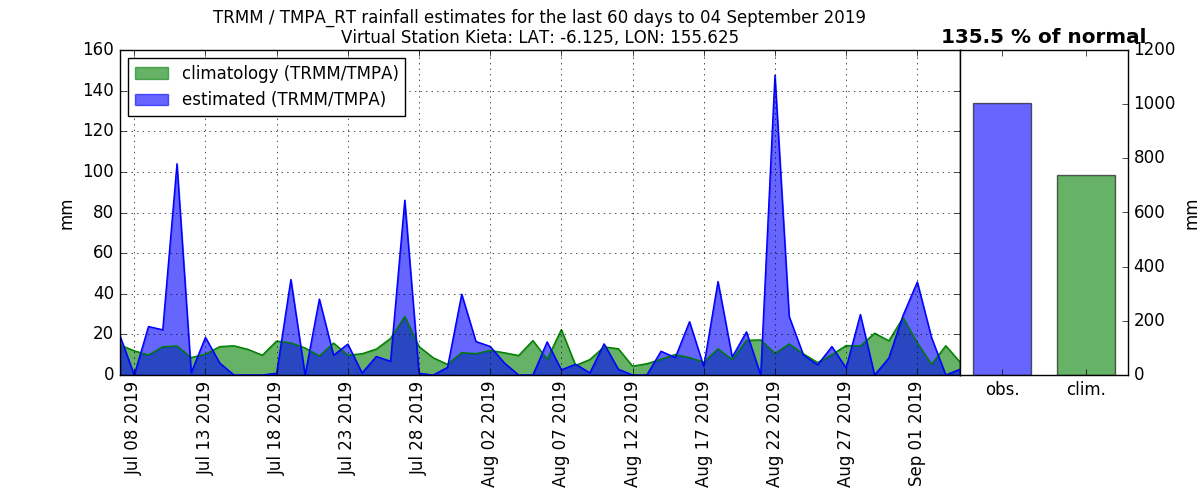 TRMM / TMPA_RT rainfall estimates for the last 60 days to 04 September 2019
Virtual Station Kieta: LAT: -6.125, LON: 155.625
135.5 % of normal
climatology (TRMM/TMPA)
estimated (TRMM/TMPA)
160
140
120
100
80
60
40
20
0
mm
Jul 08 2019
Jul 13 2019
Jul 18 2019
Jul 23 2019
Jul 28 2019
Aug 02 2019
Aug 07 2019
Aug 12 2019
Aug 17 2019
Aug 22 2019
Aug 27 2019
Sep 01 2019
1200
1000
800
600
400
200
0
mm
obs.
clim.